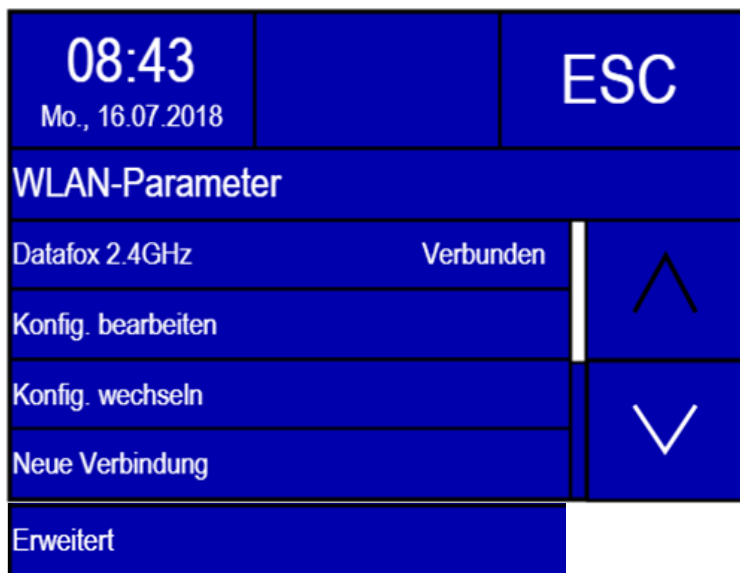 08:43
Mo., 16.07.2018
ESC
WLAN-Parameter
Datafox 2.4GHz Verbunden
Konfig. bearbeiten
Konfig. wechseln
Neue Verbindung
Erweitert